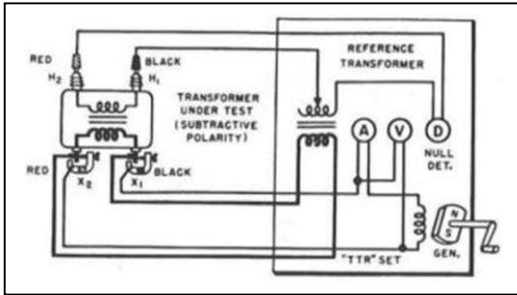 RED
H₂
BLACK
H₁
TRANSFORMER
UNDER TEST
(SUBTRACTIVE
POLARITY)
REFERENCE
TRANSFORMER
A
V
D
NULL
DET.
RED
X₂
X₁
BLACK
N
S
GEN.
"TTR" SET